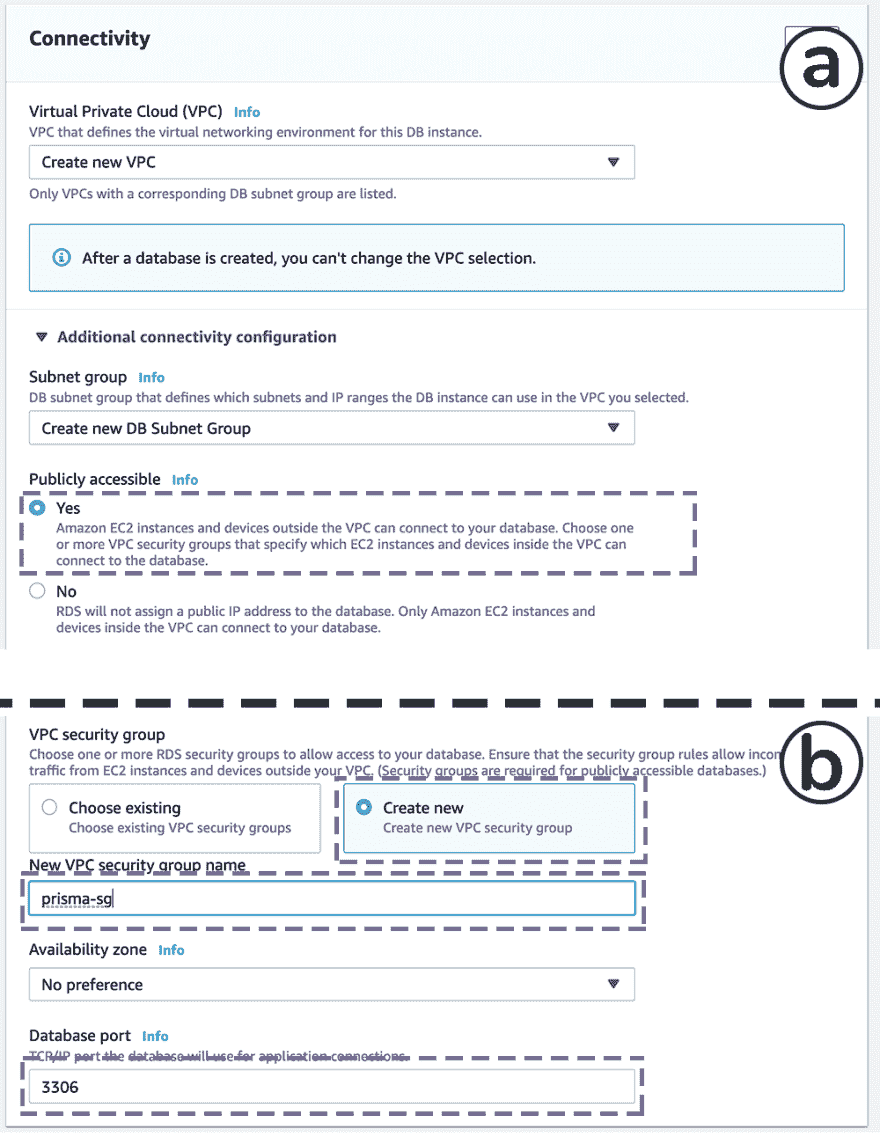 Connectivity
a
Virtual Private Cloud (VPC) Info
VPC that defines the virtual networking environment for this DB instance.
Create new VPC
Only VPCs with a corresponding DB subnet group are listed.
After a database is created, you can't change the VPC selection.
Additional connectivity configuration
Subnet group Info
DB subnet group that defines which subnets and IP ranges the DB instance can use in the VPC you selected.
Create new DB Subnet Group
Publicly accessible Info
Yes
Amazon EC2 instances and devices outside the VPC can connect to your database. Choose one
or more VPC security groups that specify which EC2 instances and devices inside the VPC can
connect to the database.
No
RDS will not assign a public IP address to the database. Only Amazon EC2 instances and
devices inside the VPC can connect to your database.
b
VPC security group
Choose one or more RDS security groups to allow access to your database. Ensure that the security group rules allow incon
traffic from EC2 instances and devices outside your VPC. (Security groups are required for publicly accessible databases.)
Choose existing
Choose existing VPC security groups
Create new
Create new VPC security group
New VPC security group name
prisma-sg
Availability zone Info
No preference
Database port Info
TCP/IP port the database will use for application connections.
3306